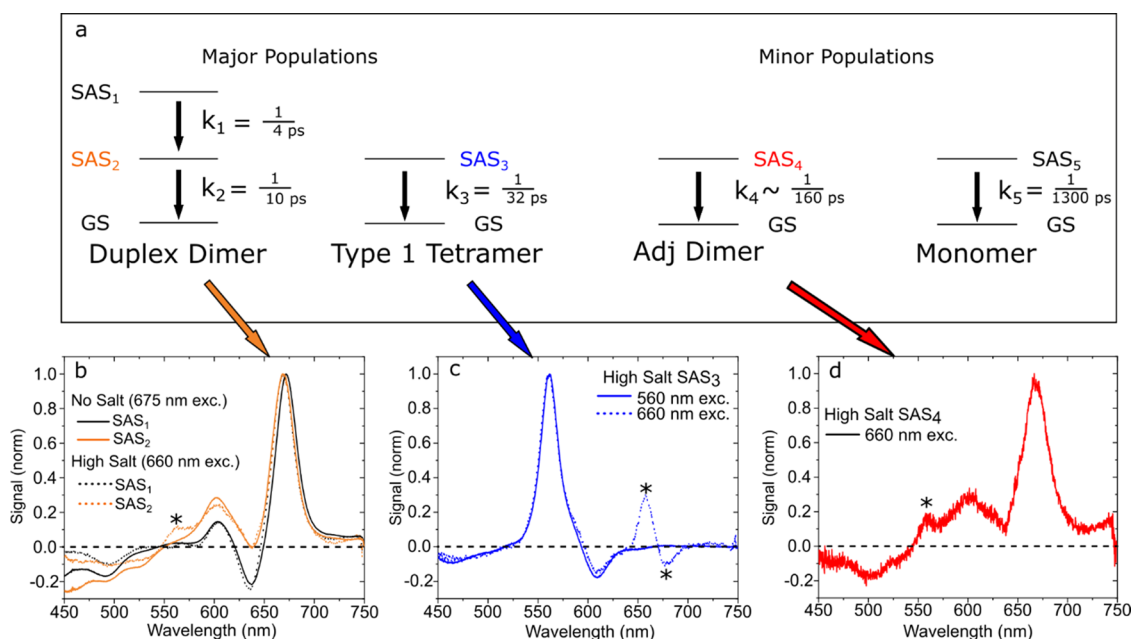 a
Major Populations
Minor Populations
SAS1
k1 = 1/4 ps
SAS2
k2 = 1/10 ps
GS
Duplex Dimer
SAS3
k3 = 1/32 ps
GS
Type 1 Tetramer
SAS4
k4 ~ 1/160 ps
GS
Adj Dimer
SAS5
k5 = 1/1300 ps
GS
Monomer
b
No Salt (675 nm exc.)
SAS1
SAS2
High Salt (660 nm exc.)
SAS1
SAS2
*
Signal (norm)
1.0
0.8
0.6
0.4
0.2
0.0
-0.2
450 500 550 600 650 700 750
Wavelength (nm)
c
High Salt SAS3
560 nm exc.
660 nm exc.
*
*
Signal (norm)
1.0
0.8
0.6
0.4
0.2
0.0
-0.2
450 500 550 600 650 700 750
Wavelength (nm)
d
High Salt SAS4
660 nm exc.
*
Signal (norm)
1.0
0.8
0.6
0.4
0.2
0.0
-0.2
450 500 550 600 650 700 750
Wavelength (nm)